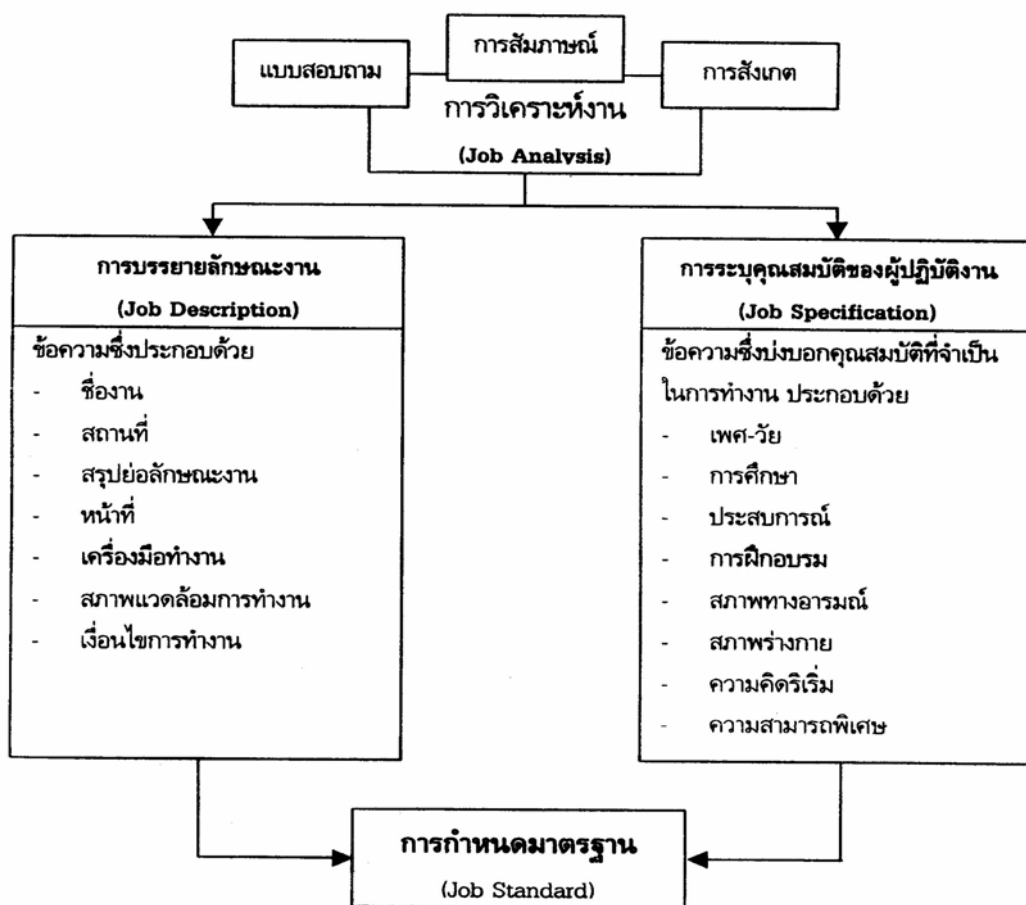 การสัมภาษณ์
แบบสอบถาม
การสังเกต
การวิเคราะห์งาน
(Job Analysis)
การบรรยายลักษณะงาน
(Job Description)
ข้อความซึ่งประกอบด้วย
- ชื่องาน
- สถานที่
- สรุปย่อลักษณะงาน
- หน้าที่
- เครื่องมือทำงาน
- สภาพแวดล้อมการทำงาน
- เงื่อนไขการทำงาน
การระบุคุณสมบัติของผู้ปฏิบัติงาน
(Job Specification)
ข้อความซึ่งบ่งบอกคุณสมบัติที่จำเป็น
ในการทำงาน ประกอบด้วย
- เพศ-วัย
- การศึกษา
- ประสบการณ์
- การฝึกอบรม
- สภาพทางอารมณ์
- สภาพร่างกาย
- ความคิดริเริ่ม
- ความสามารถพิเศษ
การกำหนดมาตรฐาน
(Job Standard)